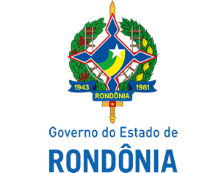 1943 1981
RONDÔNIA
Governo do Estado de
RONDÔNIA